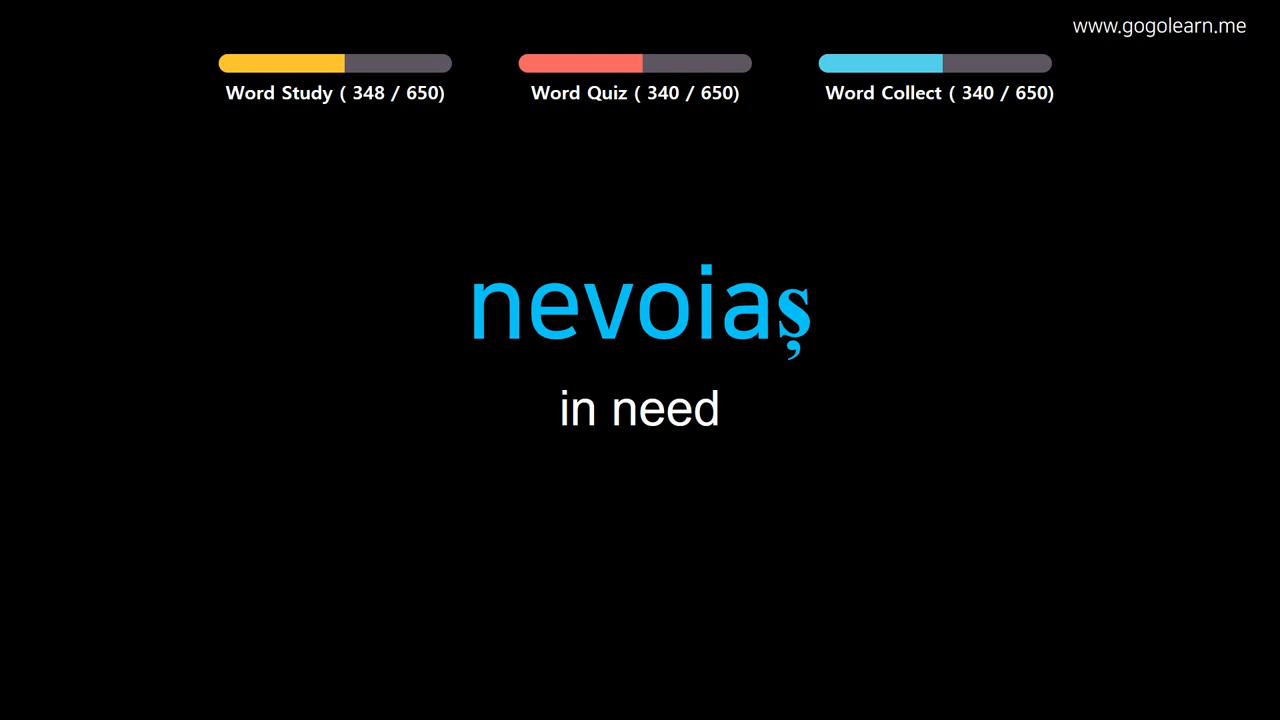 www.gogolearn.me
Word Study ( 348 / 650)
Word Quiz ( 340 / 650)
Word Collect ( 340 / 650)
nevoiaș
in need